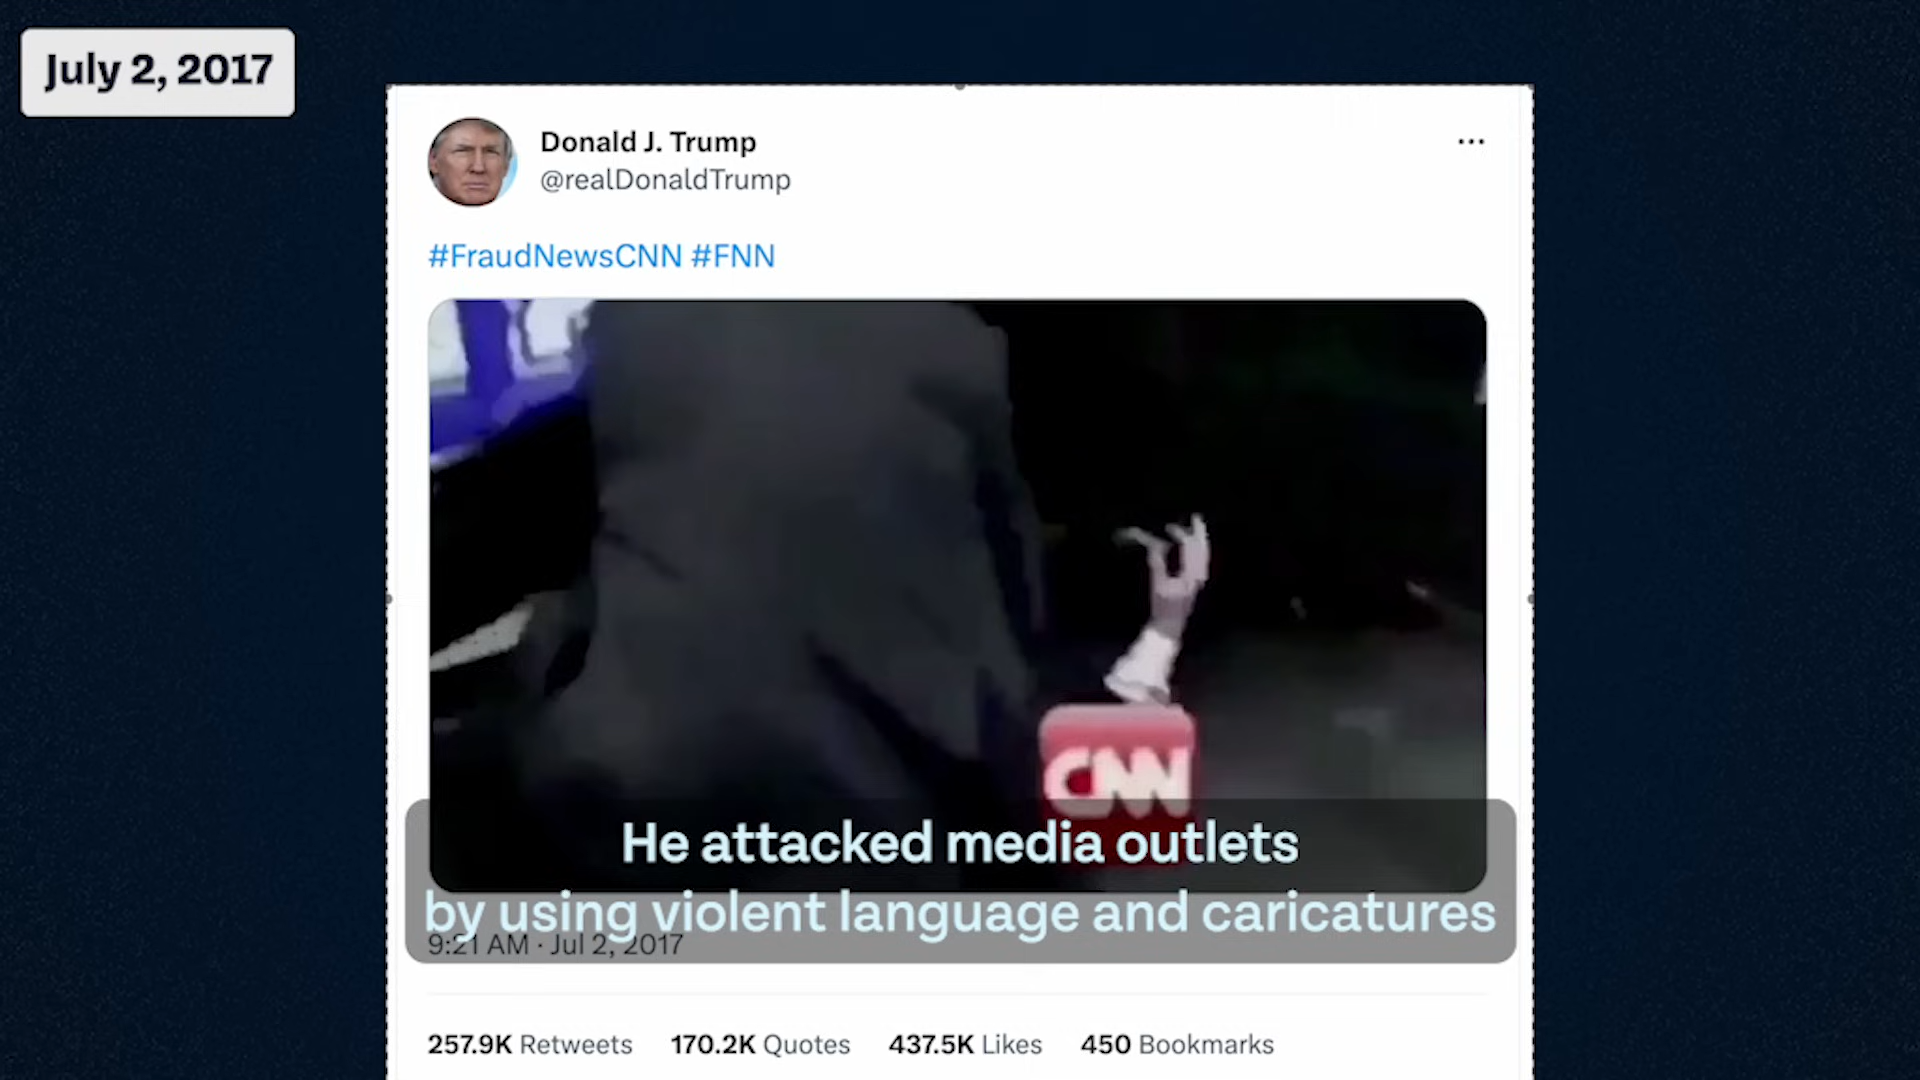 July 2, 2017
Donald J. Trump
@realDonaldTrump
#FraudNewsCNN #FNN
CNN
He attacked media outlets
by using violent language and caricatures
9:21 AM · Jul 2, 2017
257.9K Retweets 170.2K Quotes 437.5K Likes 450 Bookmarks